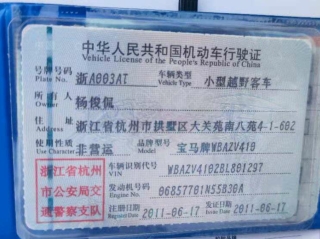 中华人民共和国机动车行驶证
Vehicle License of the People's Republic of China
号牌号码 浙A003AT 车辆类型 小型越野客车
Plate No. Vehicle Type
所有人 杨俊佩
Owner
住址 浙江省杭州市拱墅区大关苑南八苑4-1-602
Address
使用性质 非营运 品牌型号 宝马牌WBAZV410
Use Character Model
浙江省杭州
市公安局交
通警察支队
车辆识别代号 WBAZV4102BL801297
VIN
发动机号码 06857701N55B30A
Engine No.
注册日期 2011-06-17 发证日期 2011-06-17
Register Date Issue Date